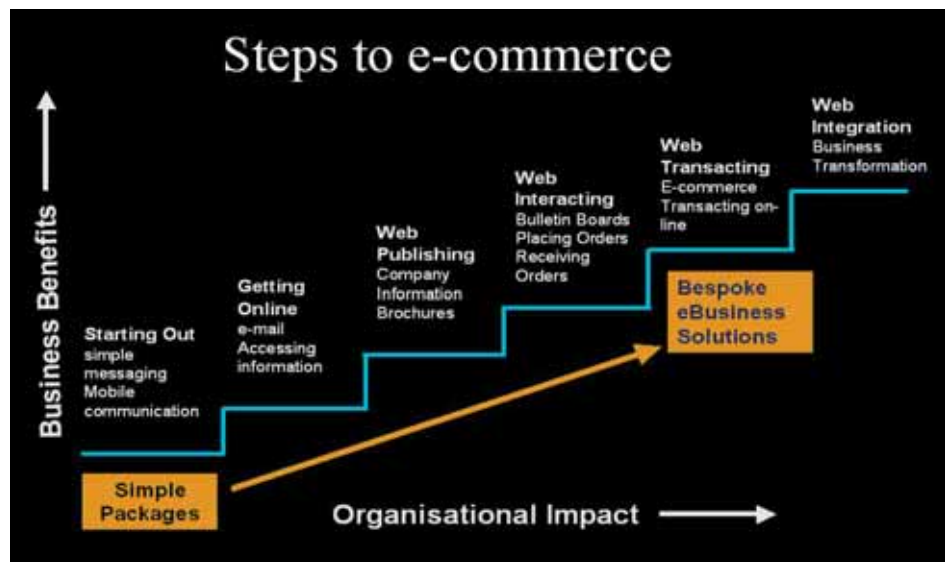 Steps to e-commerce
Business Benefits
Starting Out
simple
messaging
Mobile
communication
Getting
Online
e-mail
Accessing
information
Web
Publishing
Company
Information
Brochures
Web
Interacting
Bulletin Boards
Placing Orders
Receiving
Orders
Web
Transacting
E-commerce
Transacting on-
line
Web
Integration
Business
Transformation
Simple
Packages
Bespoke
eBusiness
Solutions
Organisational Impact